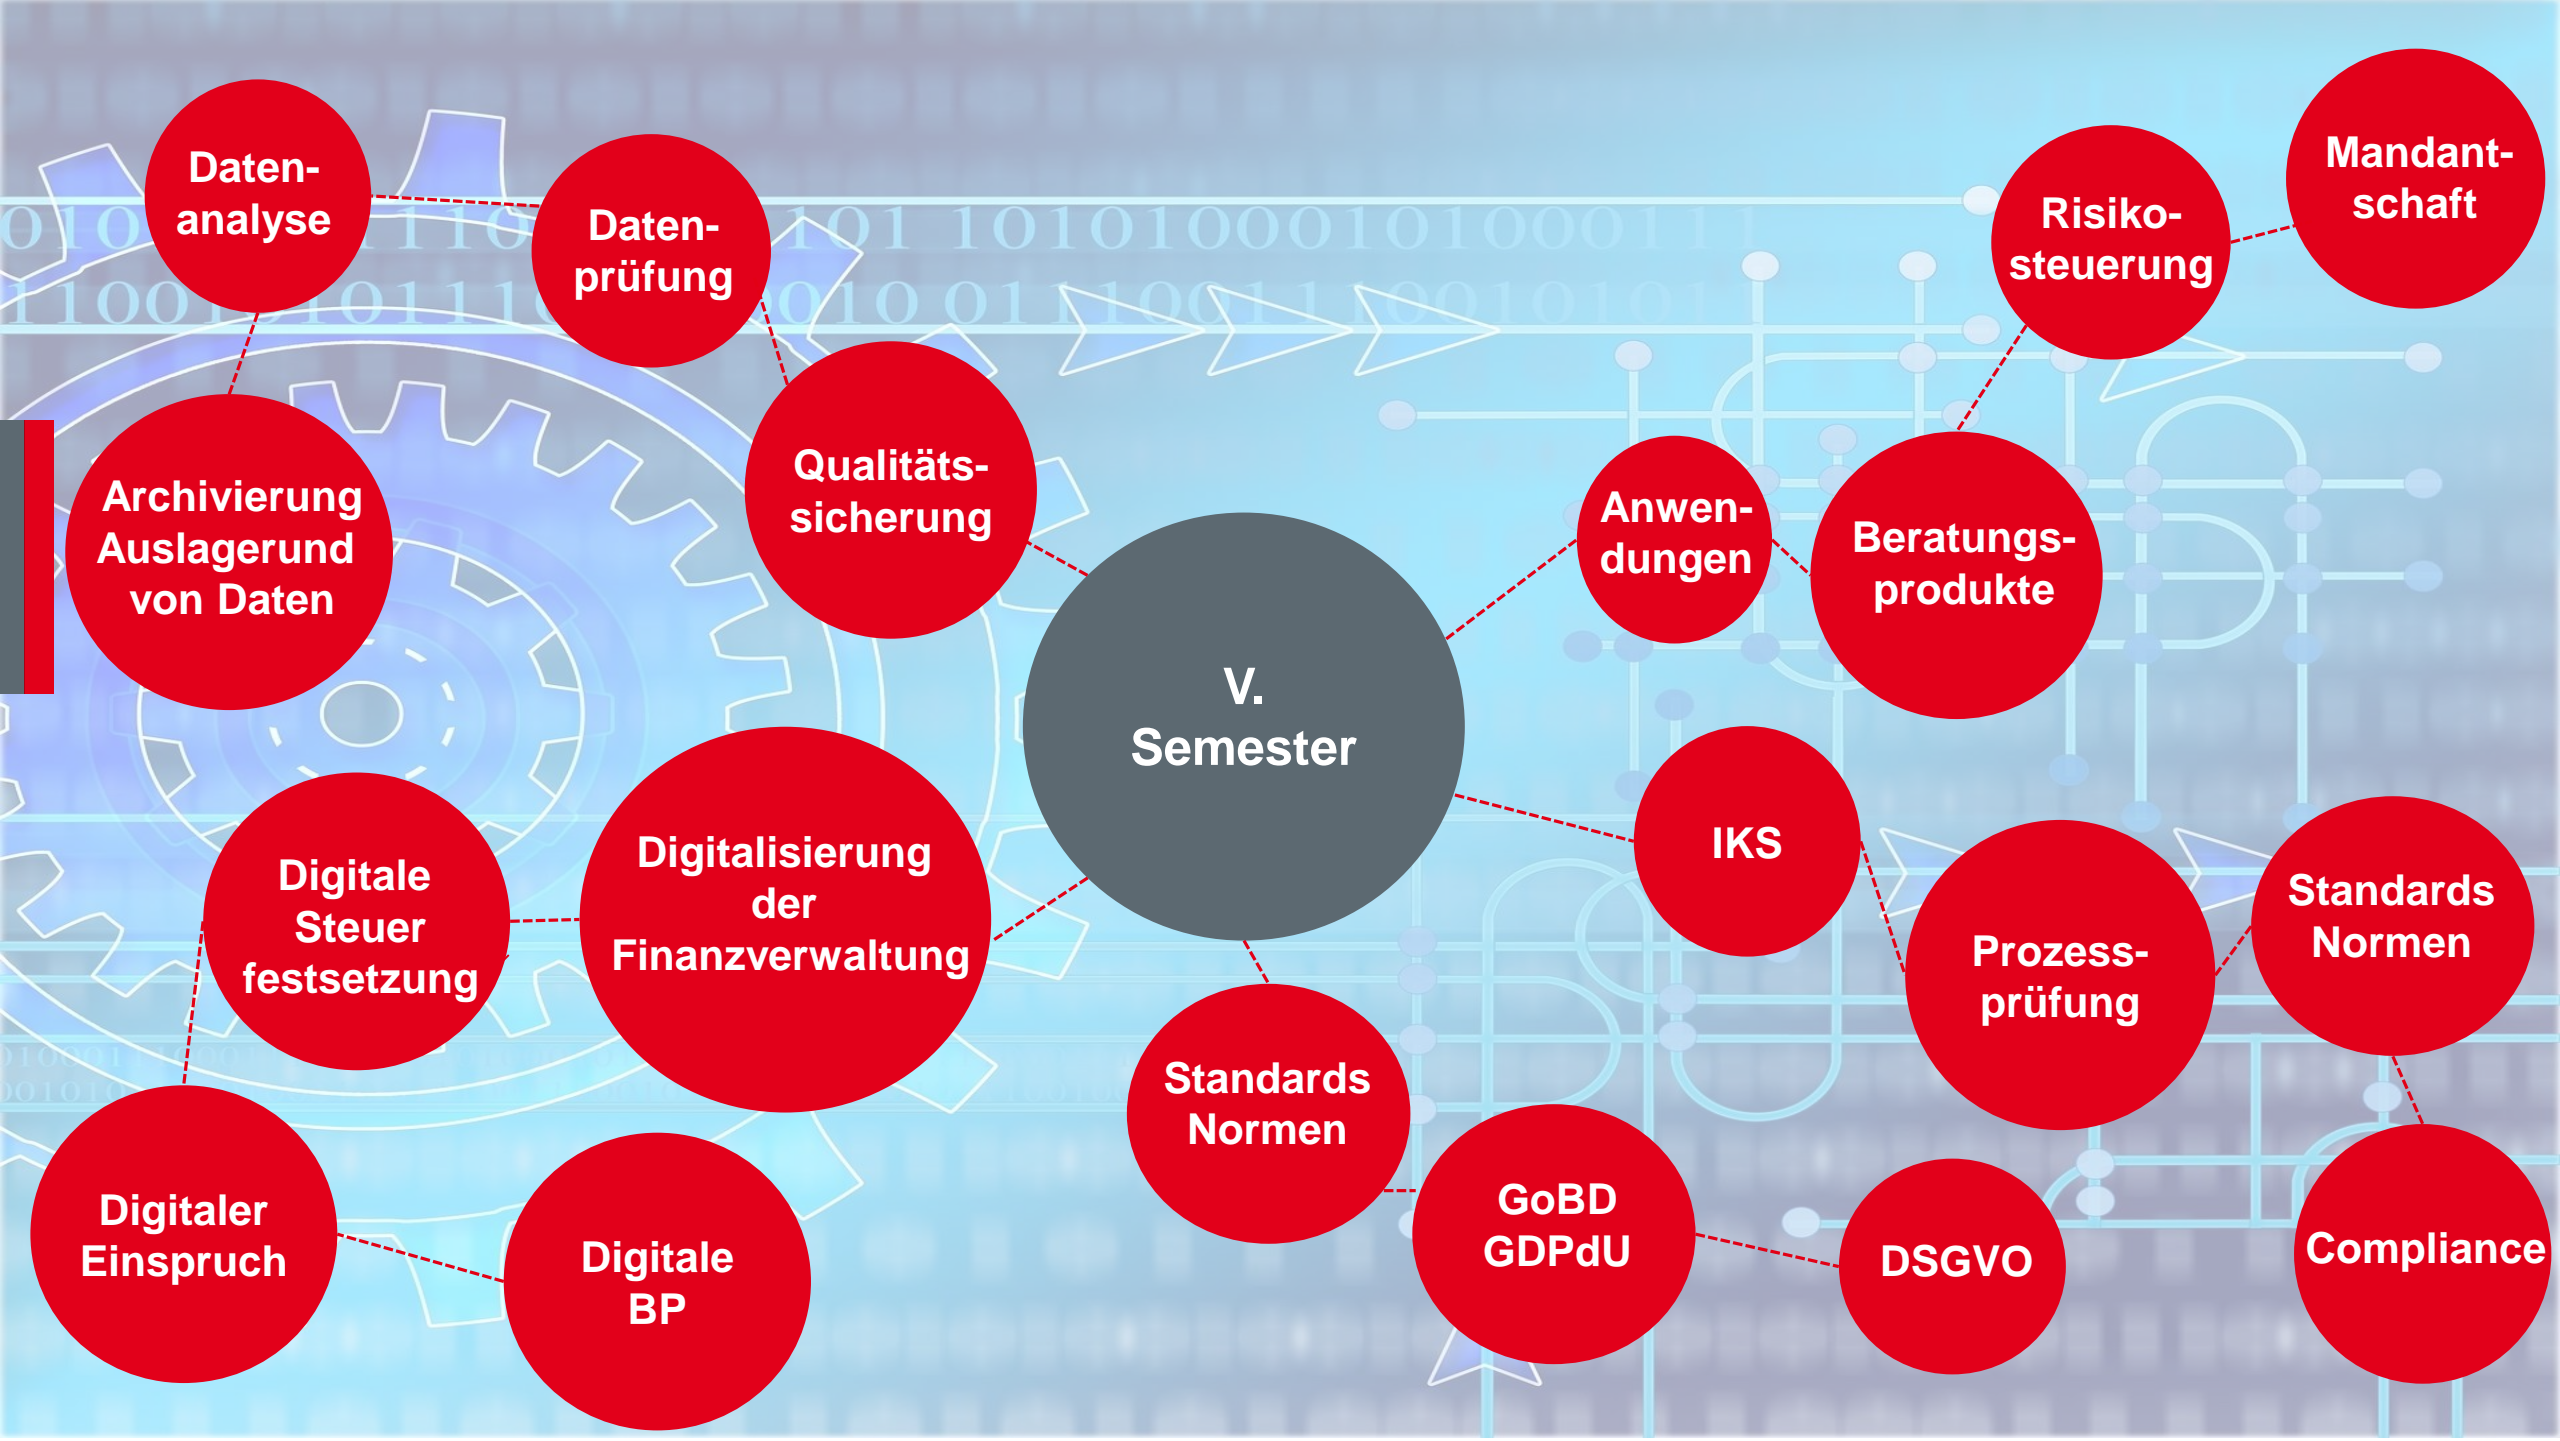 Daten-
analyse
Daten-
prüfung
Qualitäts-
sicherung
Archivierung
Auslagerund
von Daten
V.
Semester
Anwen-
dungen
Beratungs-
produkte
Risiko-
steuerung
Mandant-
schaft
IKS
Prozess-
prüfung
Standards
Normen
Compliance
Digitalisierung
der
Finanzverwaltung
Digitale
Steuer
festsetzung
Digitaler
Einspruch
Digitale
BP
Standards
Normen
GoBD
GDPdU
DSGVO